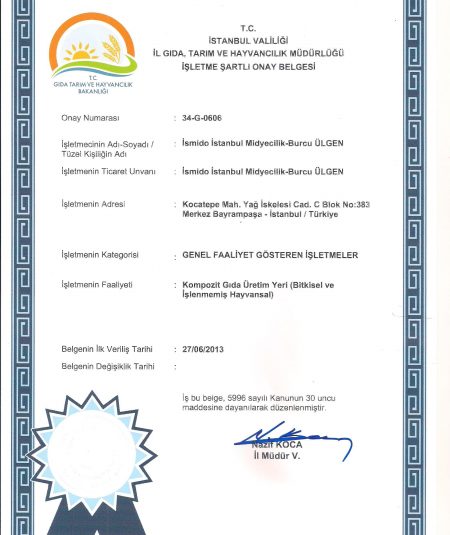 T.C.
İSTANBUL VALİLİĞİ
İL GIDA, TARIM VE HAYVANCILIK MÜDÜRLÜĞÜ
İŞLETME ŞARTLI ONAY BELGESİ
T.C.
GIDA TARIM VE HAYVANCILIK
BAKANLIĞI
Onay Numarası : 34-G-0606
İşletmecinin Adı-Soyadı / : İsmido İstanbul Midyecilik-Burcu ÜLGEN
Tüzel Kişiliğin Adı
İşletmenin Ticaret Unvanı : İsmido İstanbul Midyecilik-Burcu ÜLGEN
İşletmenin Adresi : Kocatepe Mah. Yağ İskelesi Cad. C Blok No:383
Merkez Bayrampaşa - İstanbul / Türkiye
İşletmenin Kategorisi : GENEL FAALİYET GÖSTEREN İŞLETMELER
İşletmenin Faaliyeti : Kompozit Gıda Üretim Yeri (Bitkisel ve
İşlenmemiş Hayvansal)
Belgenin İlk Veriliş Tarihi : 27/06/2013
Belgenin Değişiklik Tarihi :
İş bu belge, 5996 sayılı Kanunun 30 uncu
maddesine dayanılarak düzenlenmiştir.
Nazif KOCA
İl Müdür V.